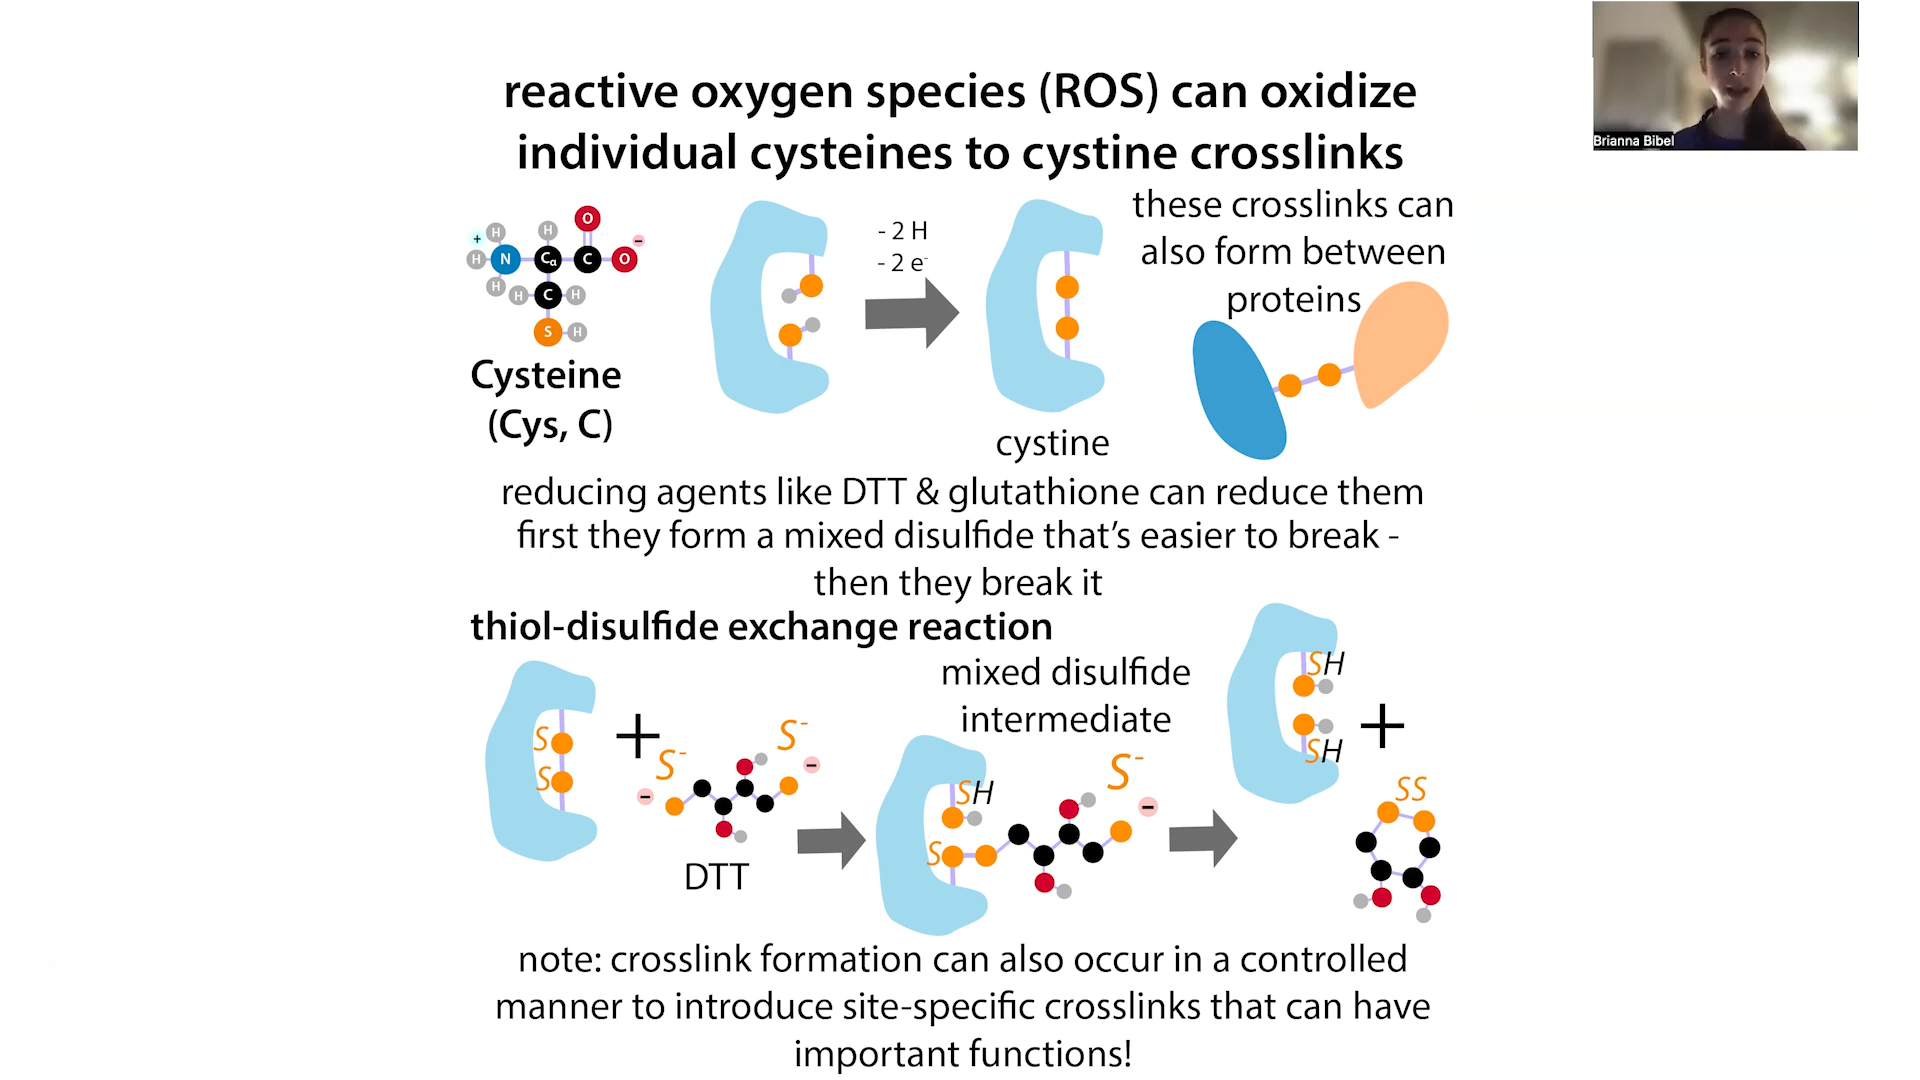 reactive oxygen species (ROS) can oxidize
individual cysteines to cystine crosslinks
Brianna Bibel
these crosslinks can
also form between
proteins
- 2 H
- 2 e-
H
H
O
+
-
H
N
Cα
C
O
H
H
C
H
S
H
Cysteine
(Cys, C)
cystine
reducing agents like DTT & glutathione can reduce them
first they form a mixed disulfide that's easier to break -
then they break it
thiol-disulfide exchange reaction
mixed disulfide
intermediate
S
S
+
S-
S-
-
-
DTT
SH
S
S-
-
SH
SH
+
SS
note: crosslink formation can also occur in a controlled
manner to introduce site-specific crosslinks that can have
important functions!